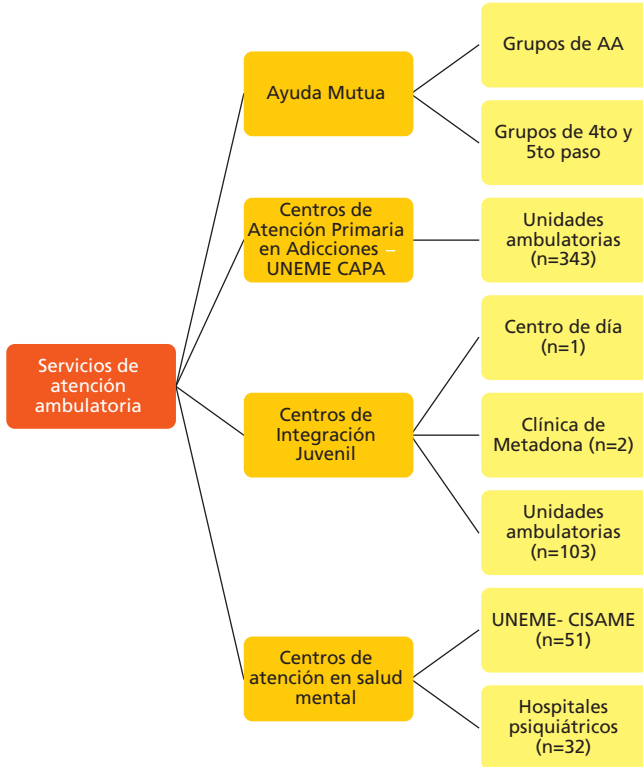 Servicios de
atención
ambulatoria
Ayuda Mutua
Grupos de AA
Grupos de 4to y
5to paso
Centros de
Atención Primaria
en Adicciones –
UNEME CAPA
Unidades
ambulatorias
(n=343)
Centros de
Integración
Juvenil
Centro de día
(n=1)
Clínica de
Metadona (n=2)
Unidades
ambulatorias
(n=103)
Centros de
atención en salud
mental
UNEME- CISAME
(n=51)
Hospitales
psiquiátricos
(n=32)